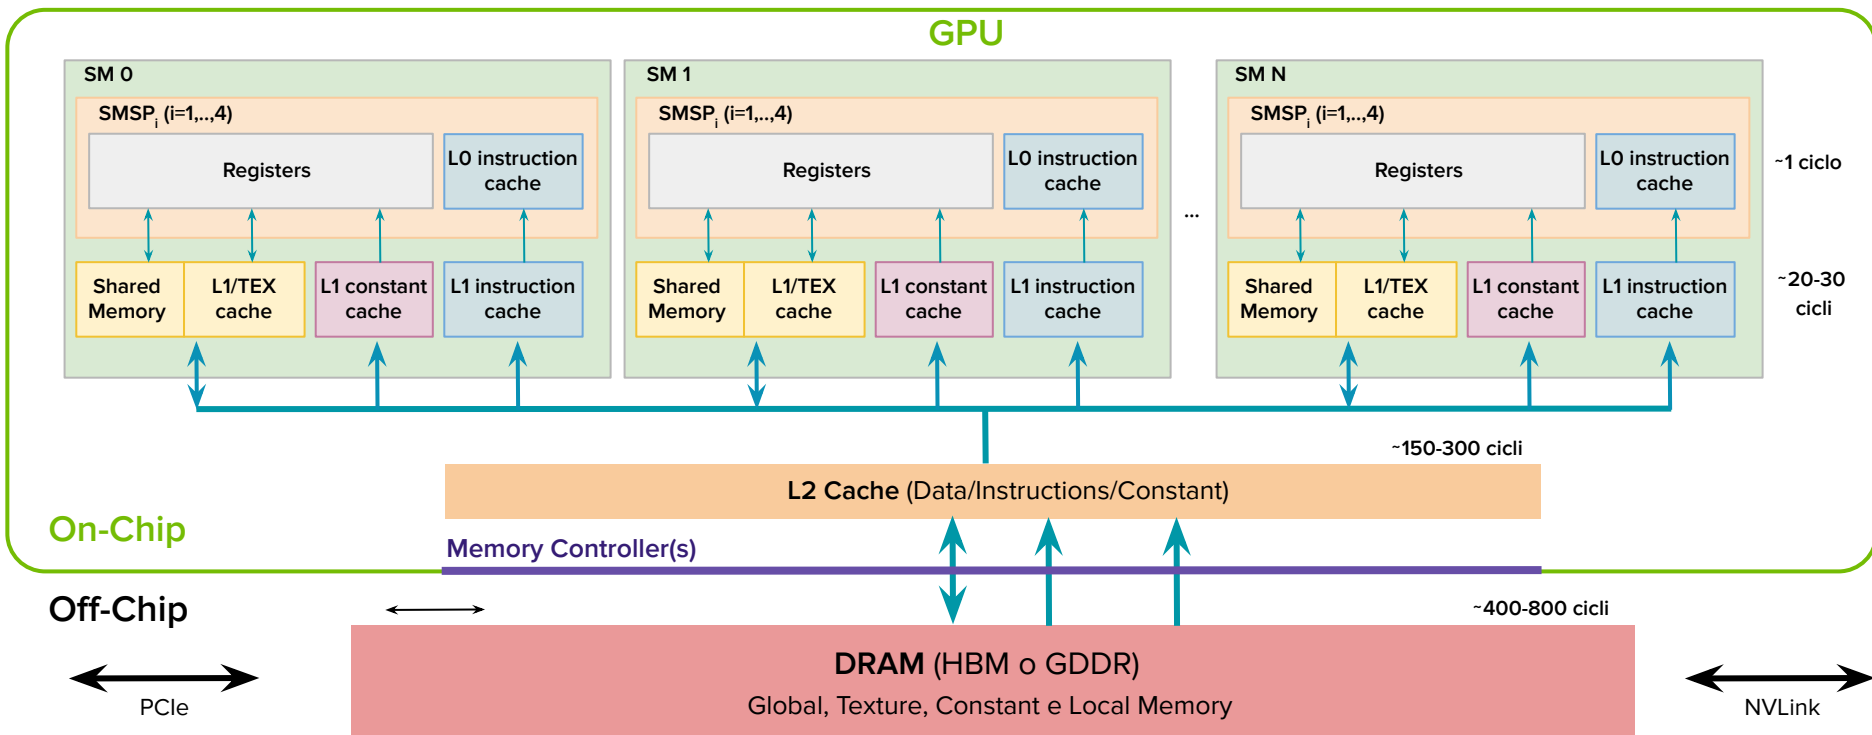 GPU
SM 0
SMSPi (i=1,..,4)
Registers
L0 instruction
cache
Shared
Memory
L1/TEX
cache
L1 constant
cache
L1 instruction
cache
SM 1
SMSPi (i=1,..,4)
Registers
L0 instruction
cache
Shared
Memory
L1/TEX
cache
L1 constant
cache
L1 instruction
cache
...
SM N
SMSPi (i=1,..,4)
Registers
L0 instruction
cache
Shared
Memory
L1/TEX
cache
L1 constant
cache
L1 instruction
cache
~1 ciclo
~20-30
cicli
~150-300 cicli
L2 Cache (Data/Instructions/Constant)
On-Chip
Memory Controller(s)
Off-Chip
~400-800 cicli
DRAM (HBM o GDDR)
Global, Texture, Constant e Local Memory
PCIe
NVLink